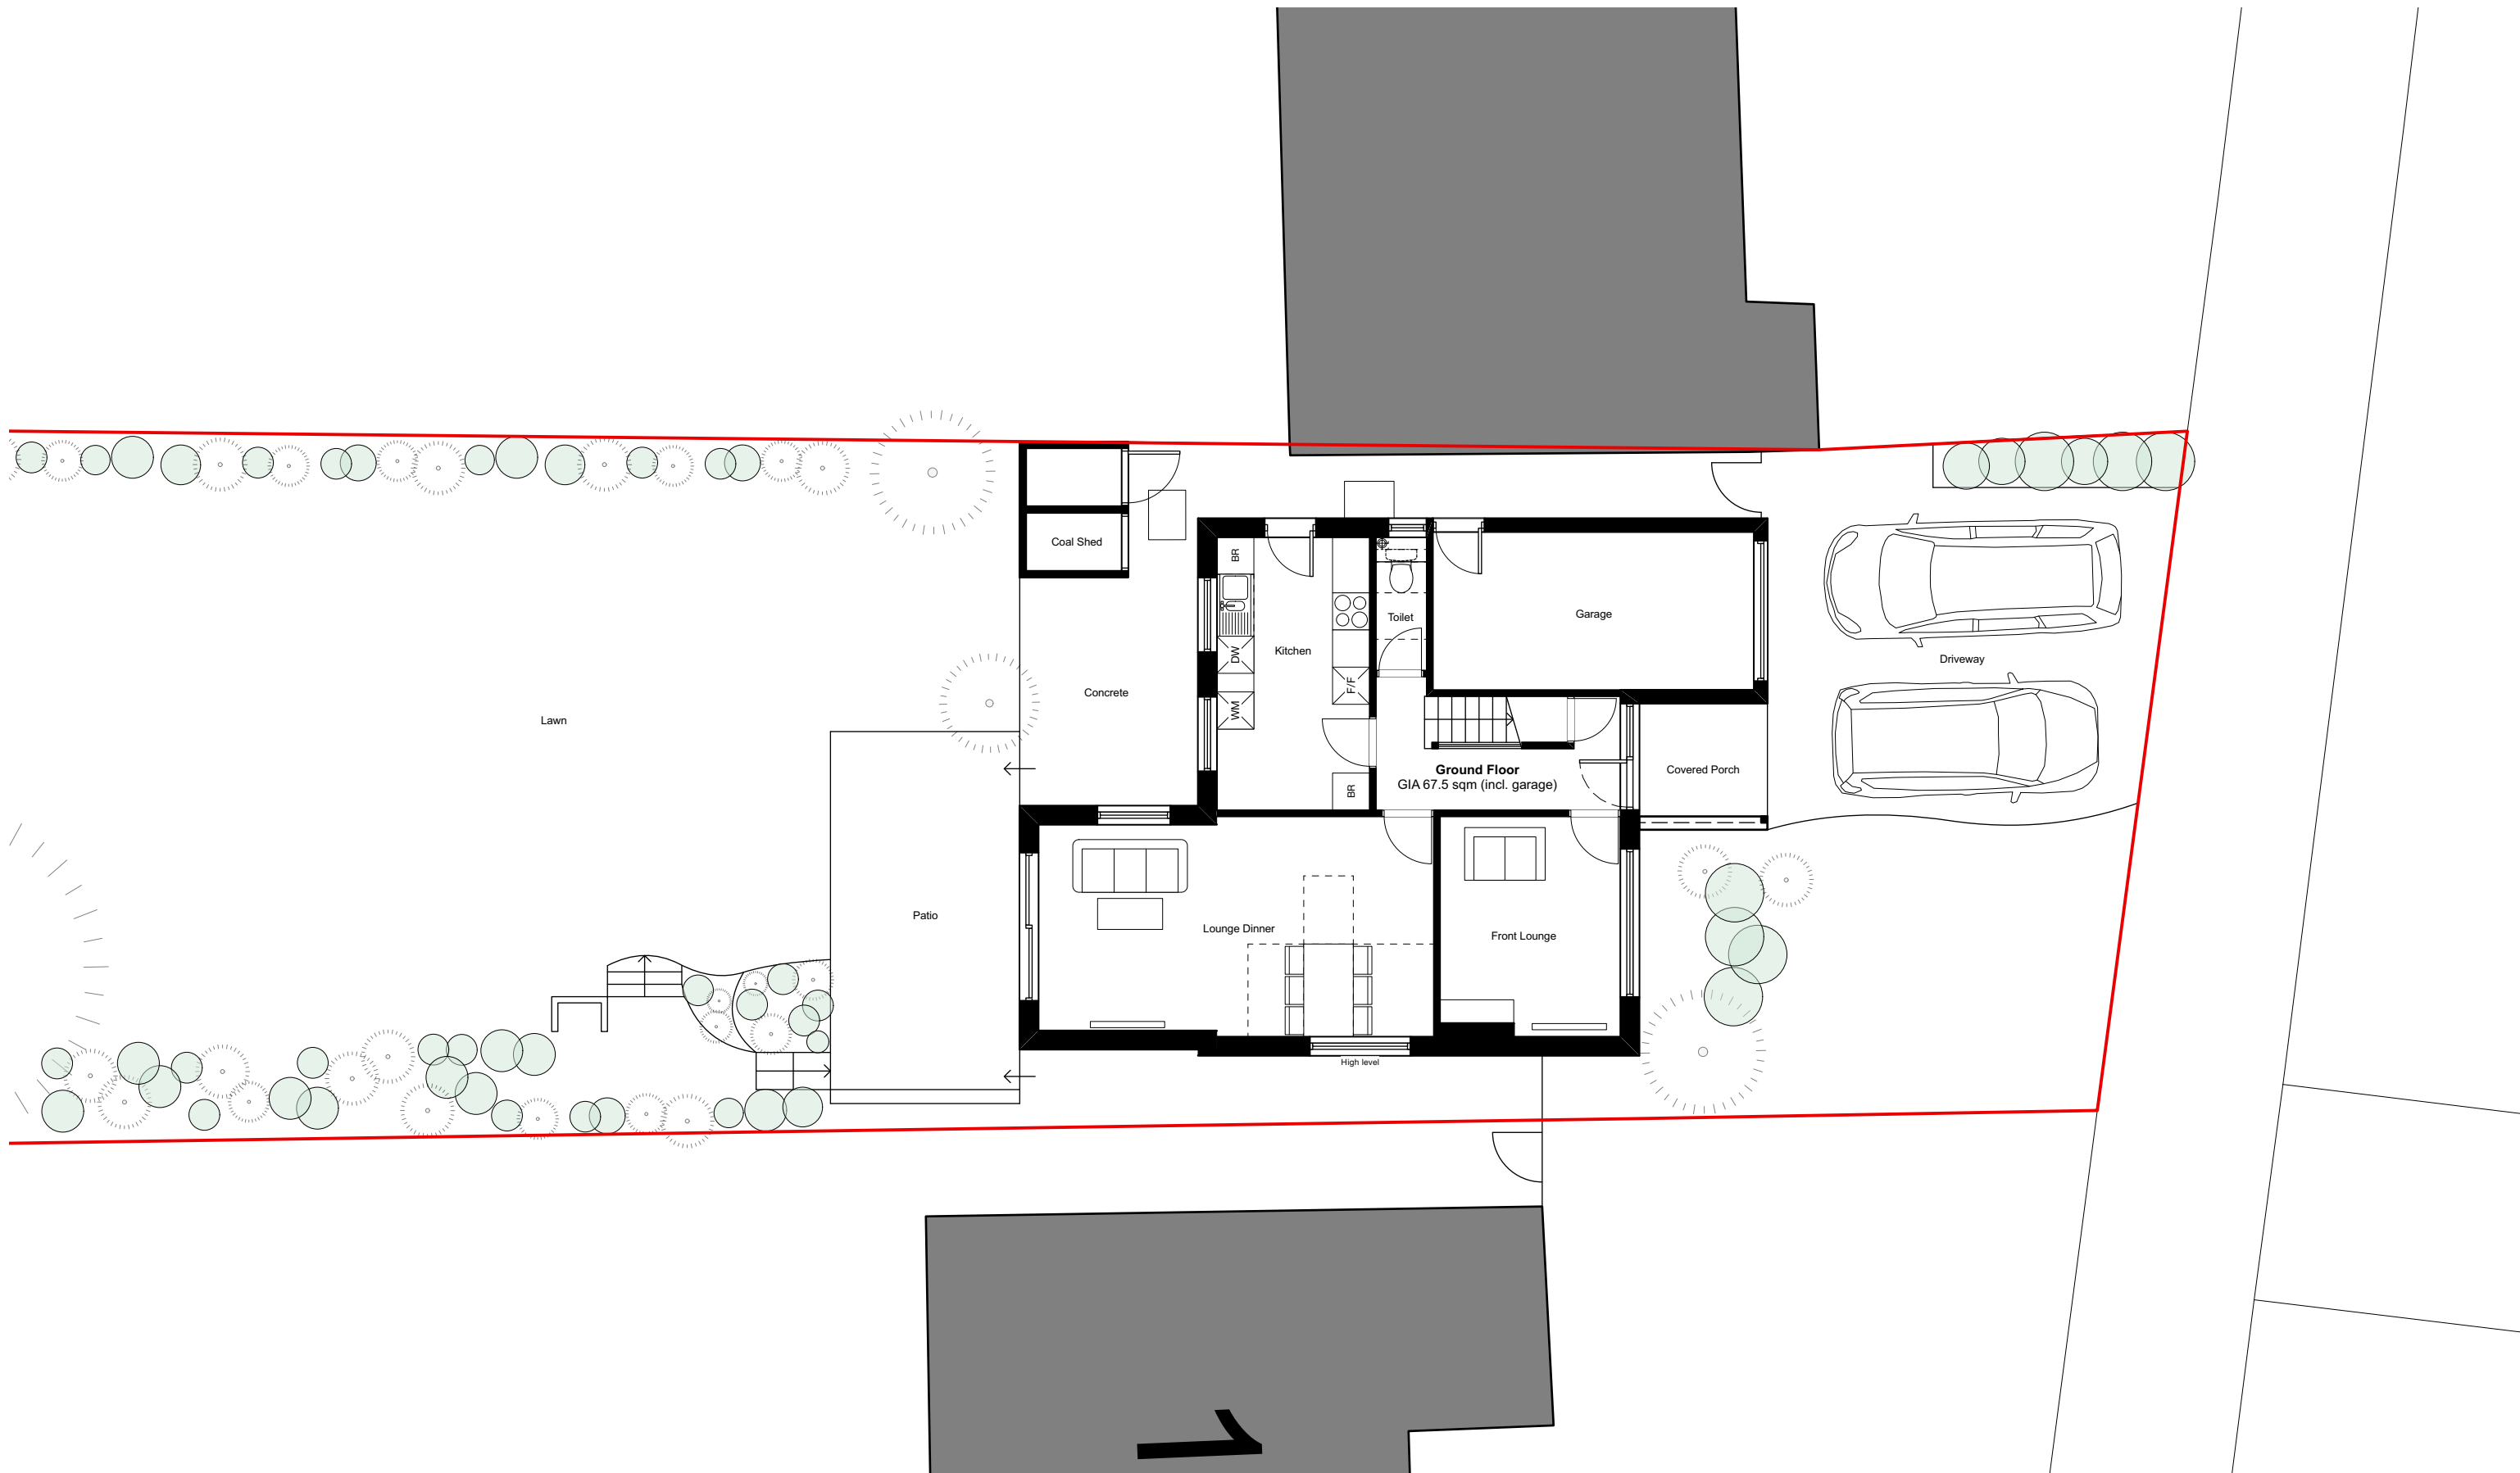 Coal Shed
BR
DW
WM
Kitchen
F/F
BR
Toilet
Garage
Driveway
Concrete
Lawn
Ground Floor
GIA 67.5 sqm (incl. garage)
Covered Porch
Patio
Lounge Dinner
Front Lounge
High level
1